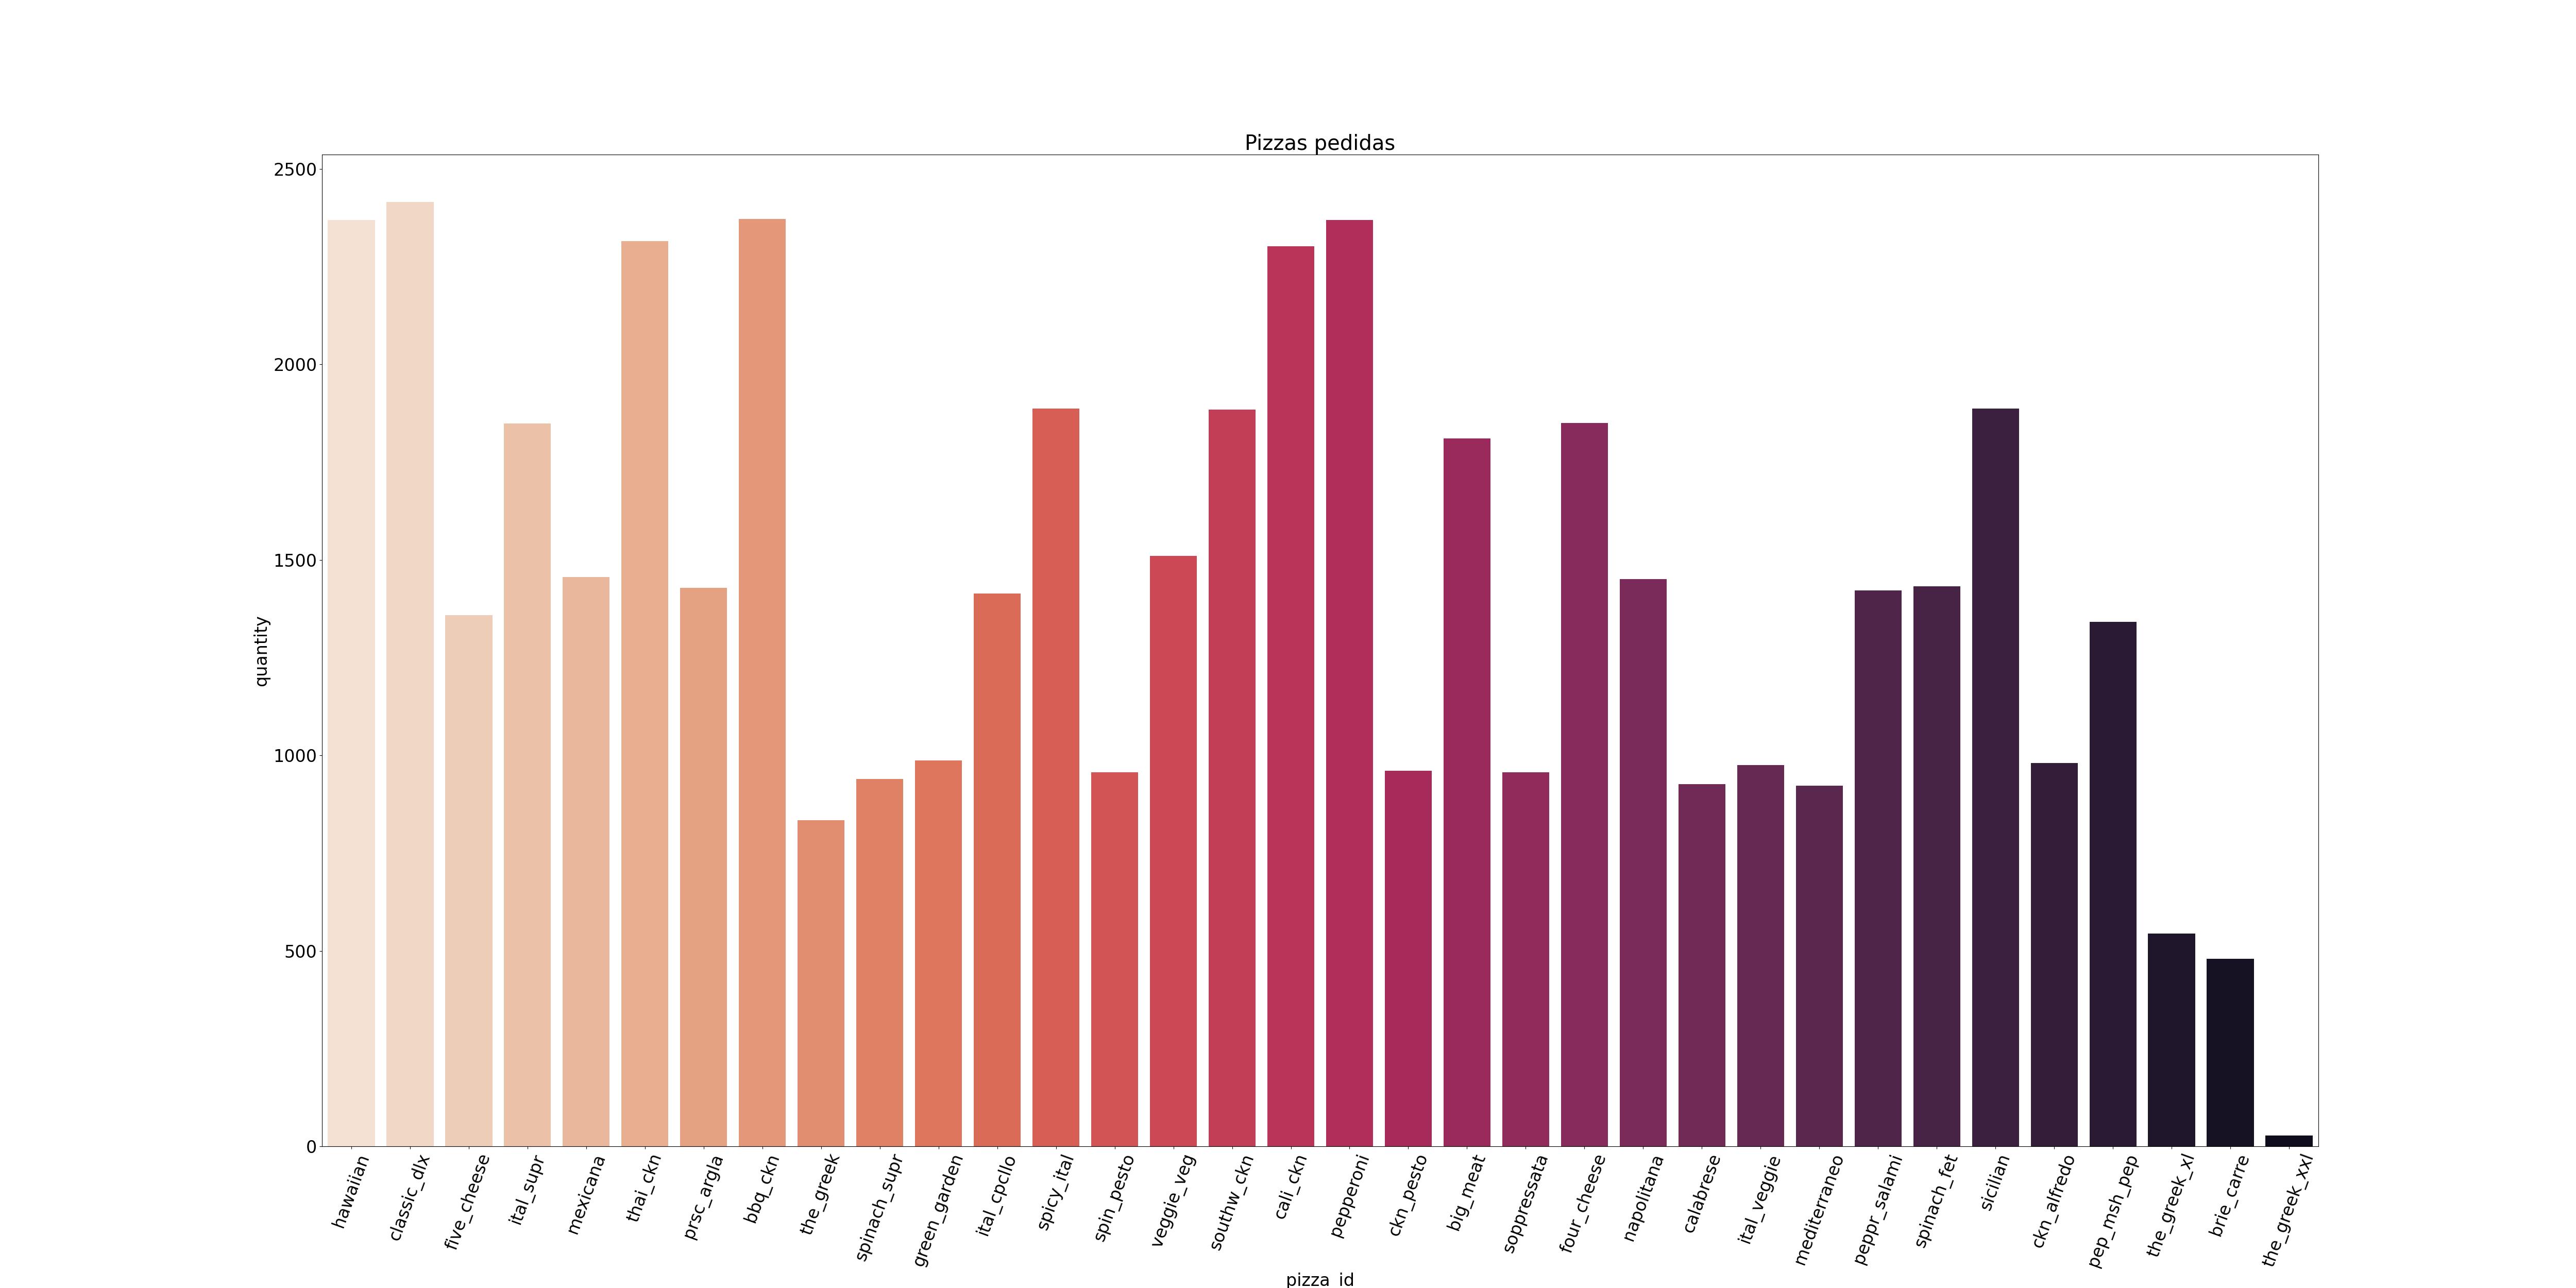 Pizzas pedidas
2500
2000
1500
1000
500
0
quantity
hawaiian
classic_dlx
five_cheese
ital_supr
mexicana
thai_ckn
prsc_argla
bbq_ckn
the_greek
spinach_supr
green_garden
ital_cpcllo
spicy_ital
spin_pesto
veggie_veg
southw_ckn
cali_ckn
pepperoni
ckn_pesto
big_meat
soppressata
four_cheese
napolitana
calabrese
ital_veggie
mediterraneo
peppr_salami
spinach_fet
sicilian
ckn_alfredo
pep_msh_pep
the_greek_xl
brie_carre
the_greek_xxl
pizza_id